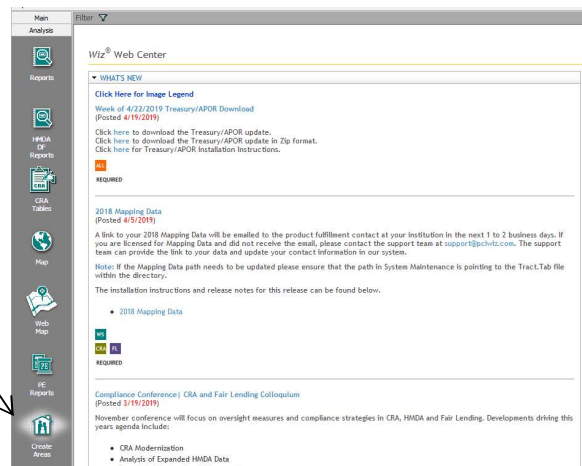 Main
Filter
Analysis
Wiz® Web Center
Reports
▼ WHAT'S NEW
Click Here for Image Legend
Week of 4/22/2019 Treasury/APOR Download
(Posted 4/19/2019)
Click here to download the Treasury/APOR update.
Click here to download the Treasury/APOR update in Zip format.
Click here for Treasury/APOR Installation Instructions.
HMDA
DF
Reports
ALL
REQUIRED
CRA
CRA
Tables
2018 Mapping Data
(Posted 4/5/2019)
A link to your 2018 Mapping Data will be emailed to the product fulfillment contact at your institution in the next 1 to 2 business days. If
you are licensed for Mapping Data and did not receive the email, please contact the support team at support@pciwiz.com. The support
team can provide the link to your data and update your contact information in our system.
Map
Note: If the Mapping Data path needs to be updated please ensure that the path in System Maintenance is pointing to the Tract.Tab file
within the directory.
The installation instructions and release notes for this release can be found below.
• 2018 Mapping Data
Web
Map
WS
CRA FL
REQUIRED
PE
PE
Reports
Compliance Conference| CRA and Fair Lending Colloquium
(Posted 3/19/2019)
November conference will focus on oversight measures and compliance strategies in CRA, HMDA and Fair Lending. Developments driving this
years agenda include:
Create
Areas
• CRA Modernization
• Analysis of Expanded HMDA Data